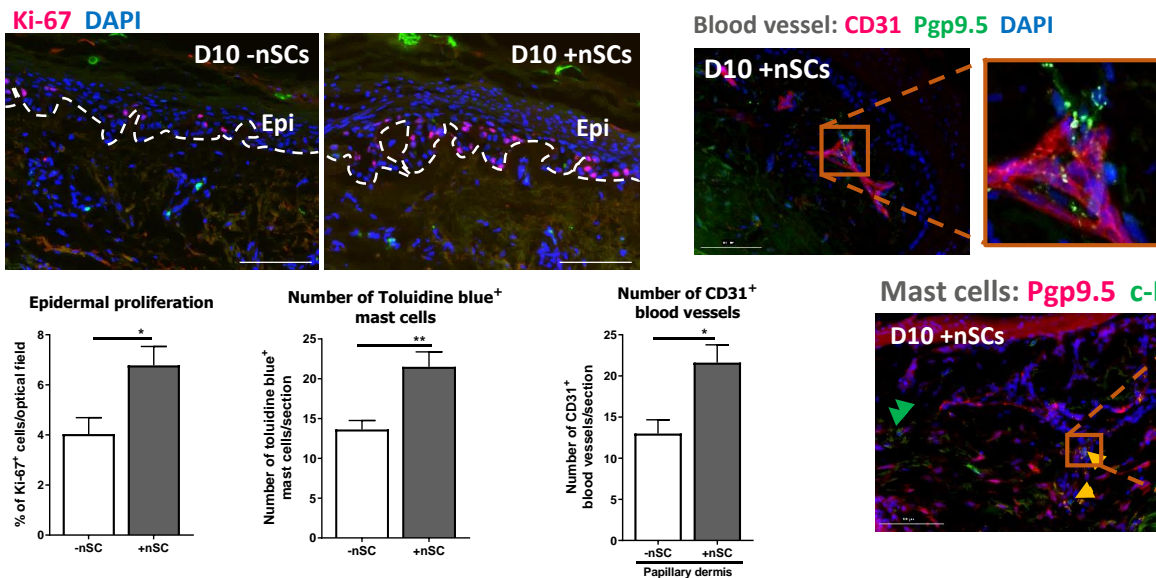 Ki-67 DAPI
D10 -nSCs
Epi
D10 +nSCs
Epi
Blood vessel: CD31 Pgp9.5 DAPI
D10 +nSCs
Epidermal proliferation
% of Ki-67⁺ cells/optical field
8
6
4
2
0
*
-nSC
+nSC
Number of Toluidine blue⁺
mast cells
Number of toluidine blue⁺
mast cells/section
25
20
15
10
5
0
**
-nSC
+nSC
Number of CD31⁺
blood vessels
Number of CD31⁺
blood vessels/section
25
20
15
10
5
0
*
-nSC
+nSC
Papillary dermis
Mast cells: Pgp9.5
D10 +nSCs